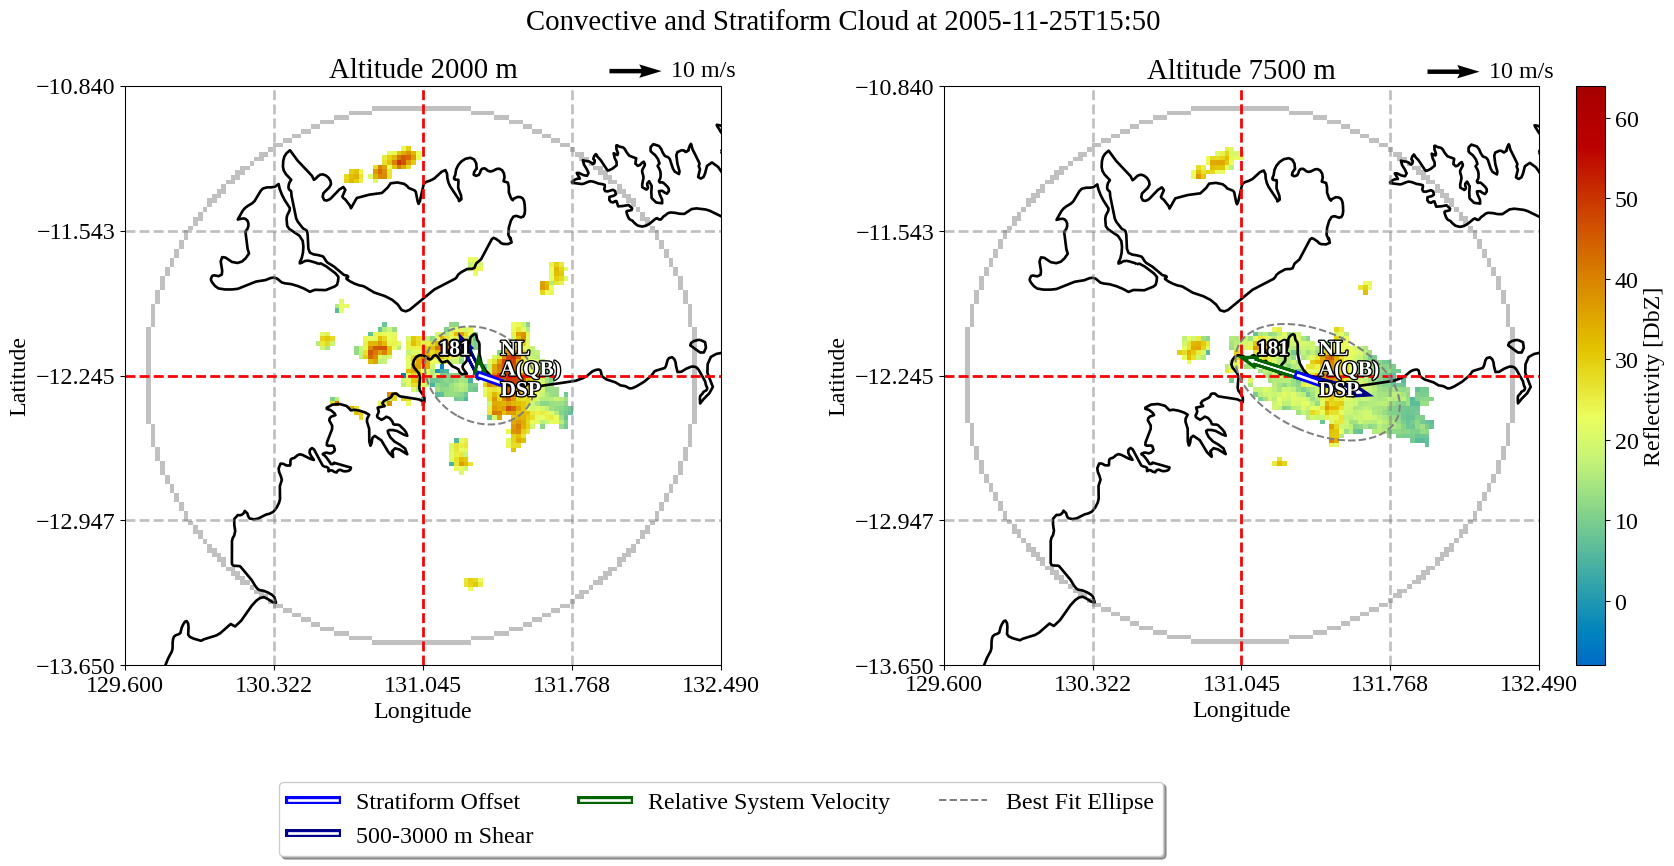 Convective and Stratiform Cloud at 2005-11-25T15:50
Altitude 2000 m
10 m/s
Altitude 7500 m
10 m/s
−10.840
−11.543
−12.245
−12.947
−13.650
Latitude
129.600
130.322
131.045
131.768
132.490
Longitude
181
NL
A(QB)
DSP
−10.840
−11.543
−12.245
−12.947
−13.650
Latitude
129.600
130.322
131.045
131.768
132.490
Longitude
181
NL
A(QB)
DSP
60
50
40
30
20
10
0
Reflectivity [DbZ]
Stratiform Offset
Relative System Velocity
Best Fit Ellipse
500-3000 m Shear